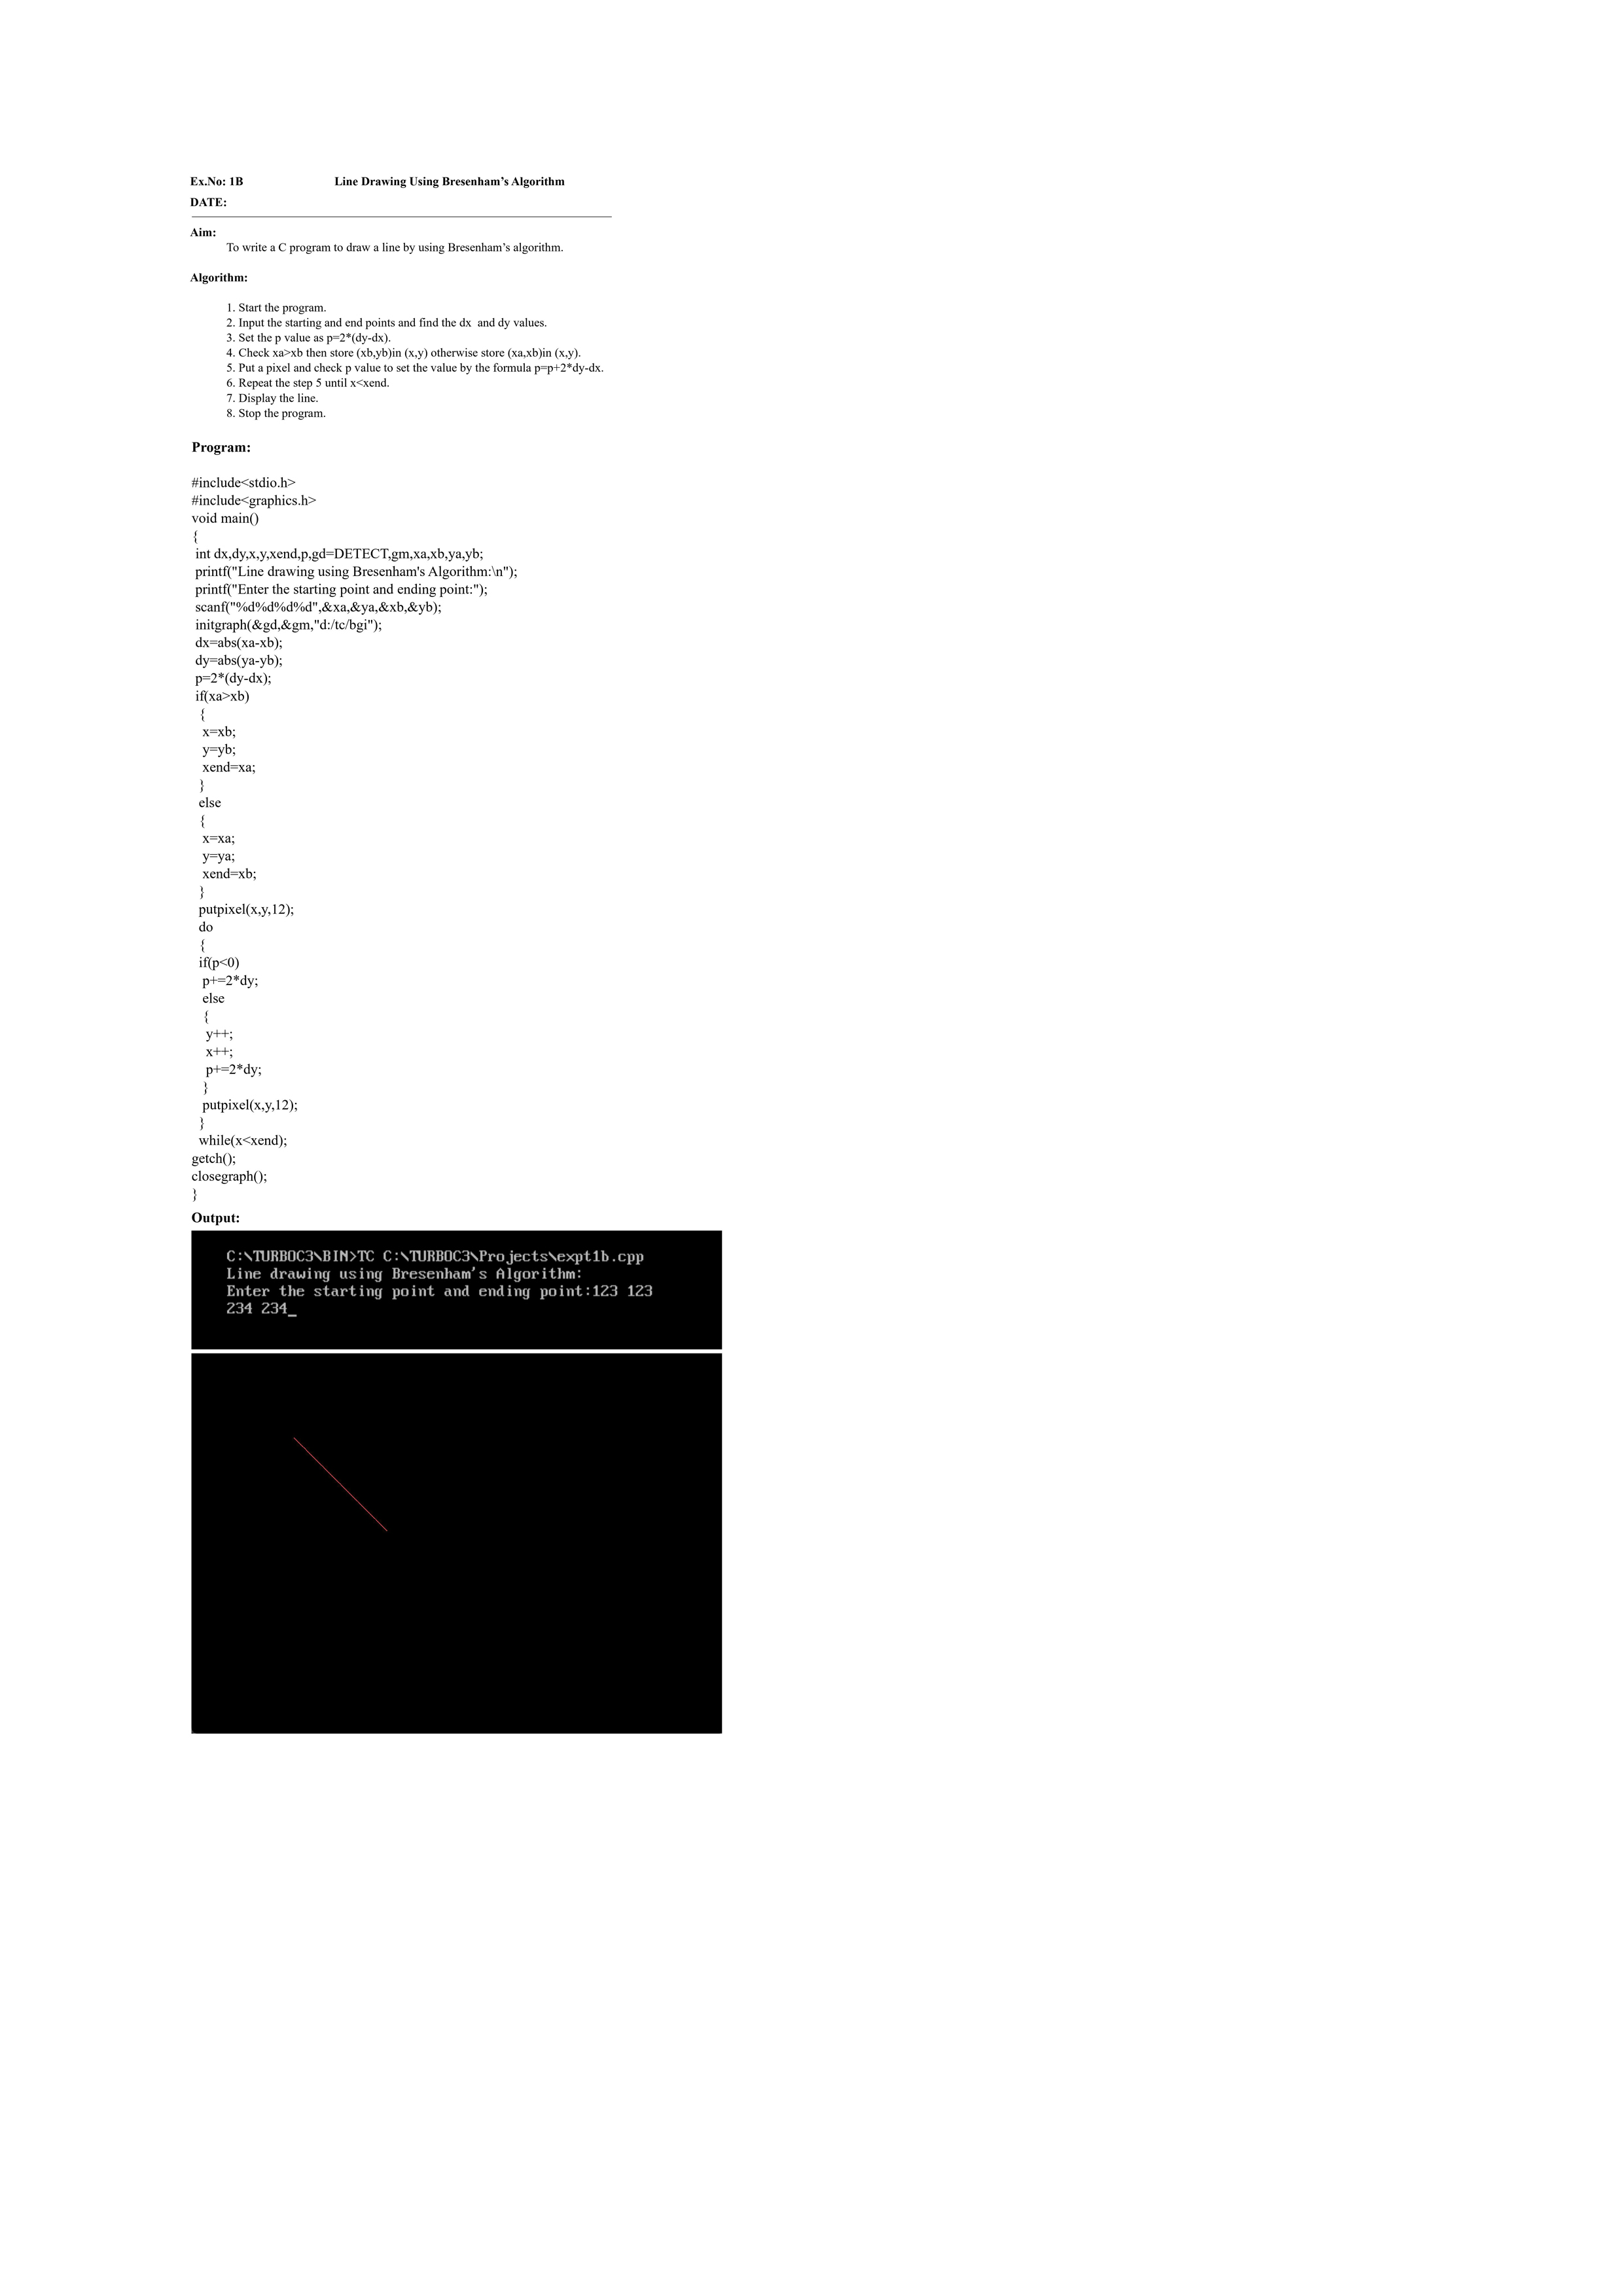 Ex.No: 1B Line Drawing Using Bresenham’s Algorithm
DATE:
Aim:
To write a C program to draw a line by using Bresenham’s algorithm.
Algorithm:
1. Start the program.
2. Input the starting and end points and find the dx  and dy values.
3. Set the p value as p=2*(dy-dx).
4. Check xa>xb then store (xb,yb)in (x,y) otherwise store (xa,xb)in (x,y).
5. Put a pixel and check p value to set the value by the formula p=p+2*dy-dx.
6. Repeat the step 5 until x<xend.
7. Display the line.
8. Stop the program.
Program:
#include<stdio.h>
#include<graphics.h>
void main()
{
int dx,dy,x,y,xend,p,gd=DETECT,gm,xa,xb,ya,yb;
printf("Line drawing using Bresenham's Algorithm:\n");
printf("Enter the starting point and ending point:");
scanf("%d%d%d%d",&xa,&ya,&xb,&yb);
initgraph(&gd,&gm,"d:/tc/bgi");
dx=abs(xa-xb);
dy=abs(ya-yb);
p=2*(dy-dx);
if(xa>xb)
{
x=xb;
y=yb;
xend=xa;
}
else
{
x=xa;
y=ya;
xend=xb;
}
putpixel(x,y,12);
do
{
if(p<0)
p+=2*dy;
else
{
y++;
x++;
p+=2*dy;
}
putpixel(x,y,12);
}
while(x<xend);
getch();
closegraph();
}
Output:
C:\TURBOC3\BIN>TC C:\TURBOC3\Projects\expt1b.cpp
Line drawing using Bresenham's Algorithm:
Enter the starting point and ending point:123 123
234 234_